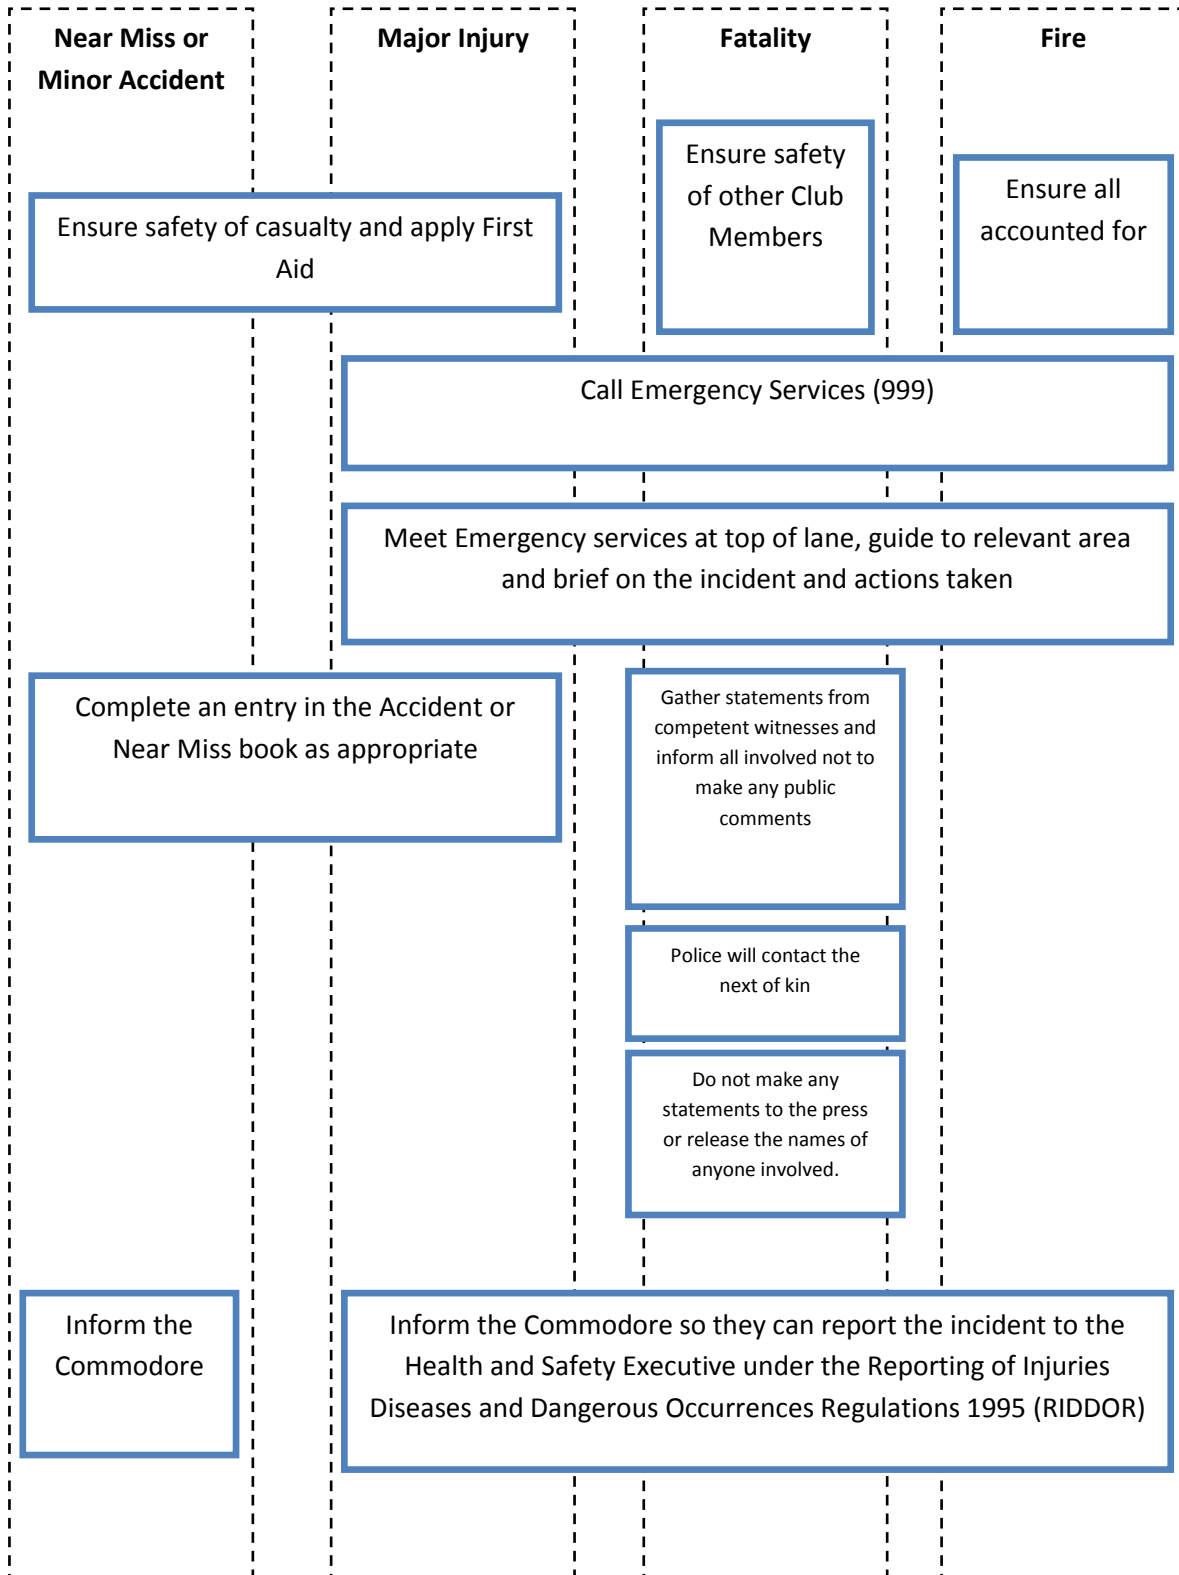 Near Miss or
Minor Accident
Major Injury
Fatality
Fire
Ensure safety of casualty and apply First
Aid
Ensure safety
of other Club
Members
Ensure all
accounted for
Call Emergency Services (999)
Meet Emergency services at top of lane, guide to relevant area
and brief on the incident and actions taken
Complete an entry in the Accident or
Near Miss book as appropriate
Gather statements from
competent witnesses and
inform all involved not to
make any public
comments
Police will contact the
next of kin
Do not make any
statements to the press
or release the names of
anyone involved.
Inform the
Commodore
Inform the Commodore so they can report the incident to the
Health and Safety Executive under the Reporting of Injuries
Diseases and Dangerous Occurrences Regulations 1995 (RIDDOR)